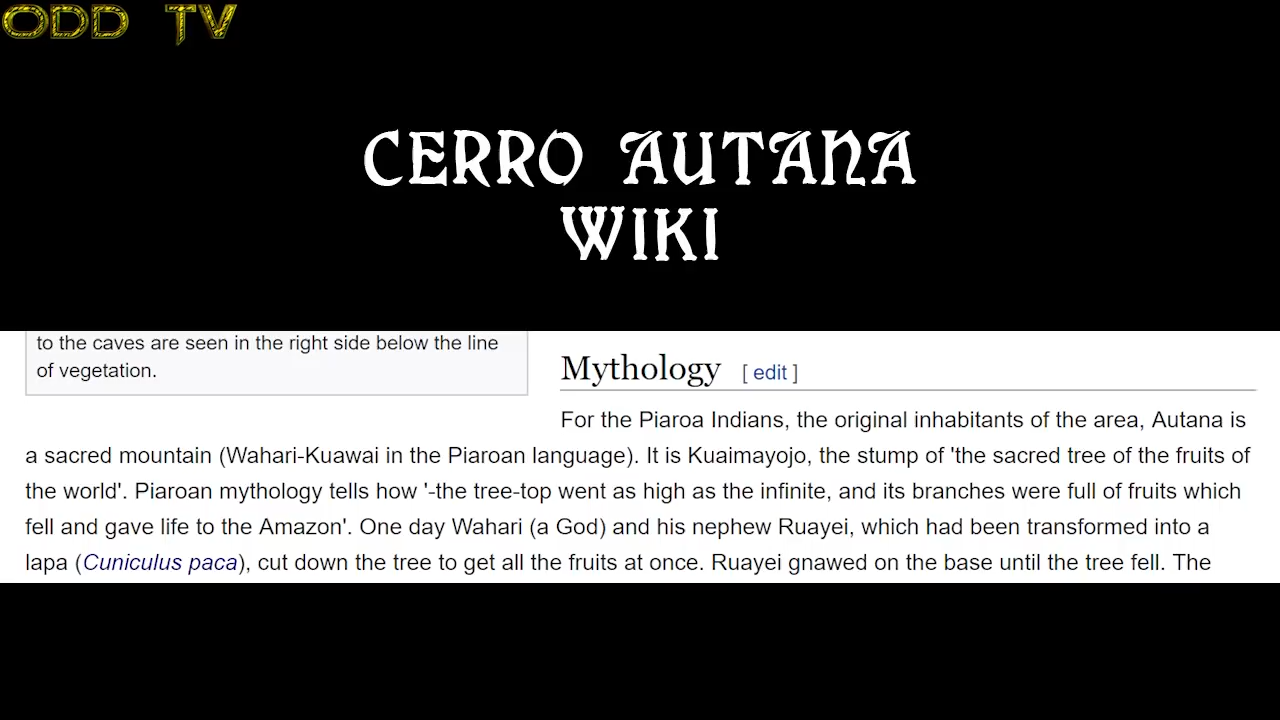 ODD TV
CERRO AUTANA
WIKI
to the caves are seen in the right side below the line
of vegetation.
Mythology [ edit ]
For the Piaroa Indians, the original inhabitants of the area, Autana is
a sacred mountain (Wahari-Kuawai in the Piaroan language). It is Kuaimayojo, the stump of 'the sacred tree of the fruits of
the world'. Piaroan mythology tells how '-the tree-top went as high as the infinite, and its branches were full of fruits which
fell and gave life to the Amazon'. One day Wahari (a God) and his nephew Ruayei, which had been transformed into a
lapa (Cuniculus paca), cut down the tree to get all the fruits at once. Ruayei gnawed on the base until the tree fell. The